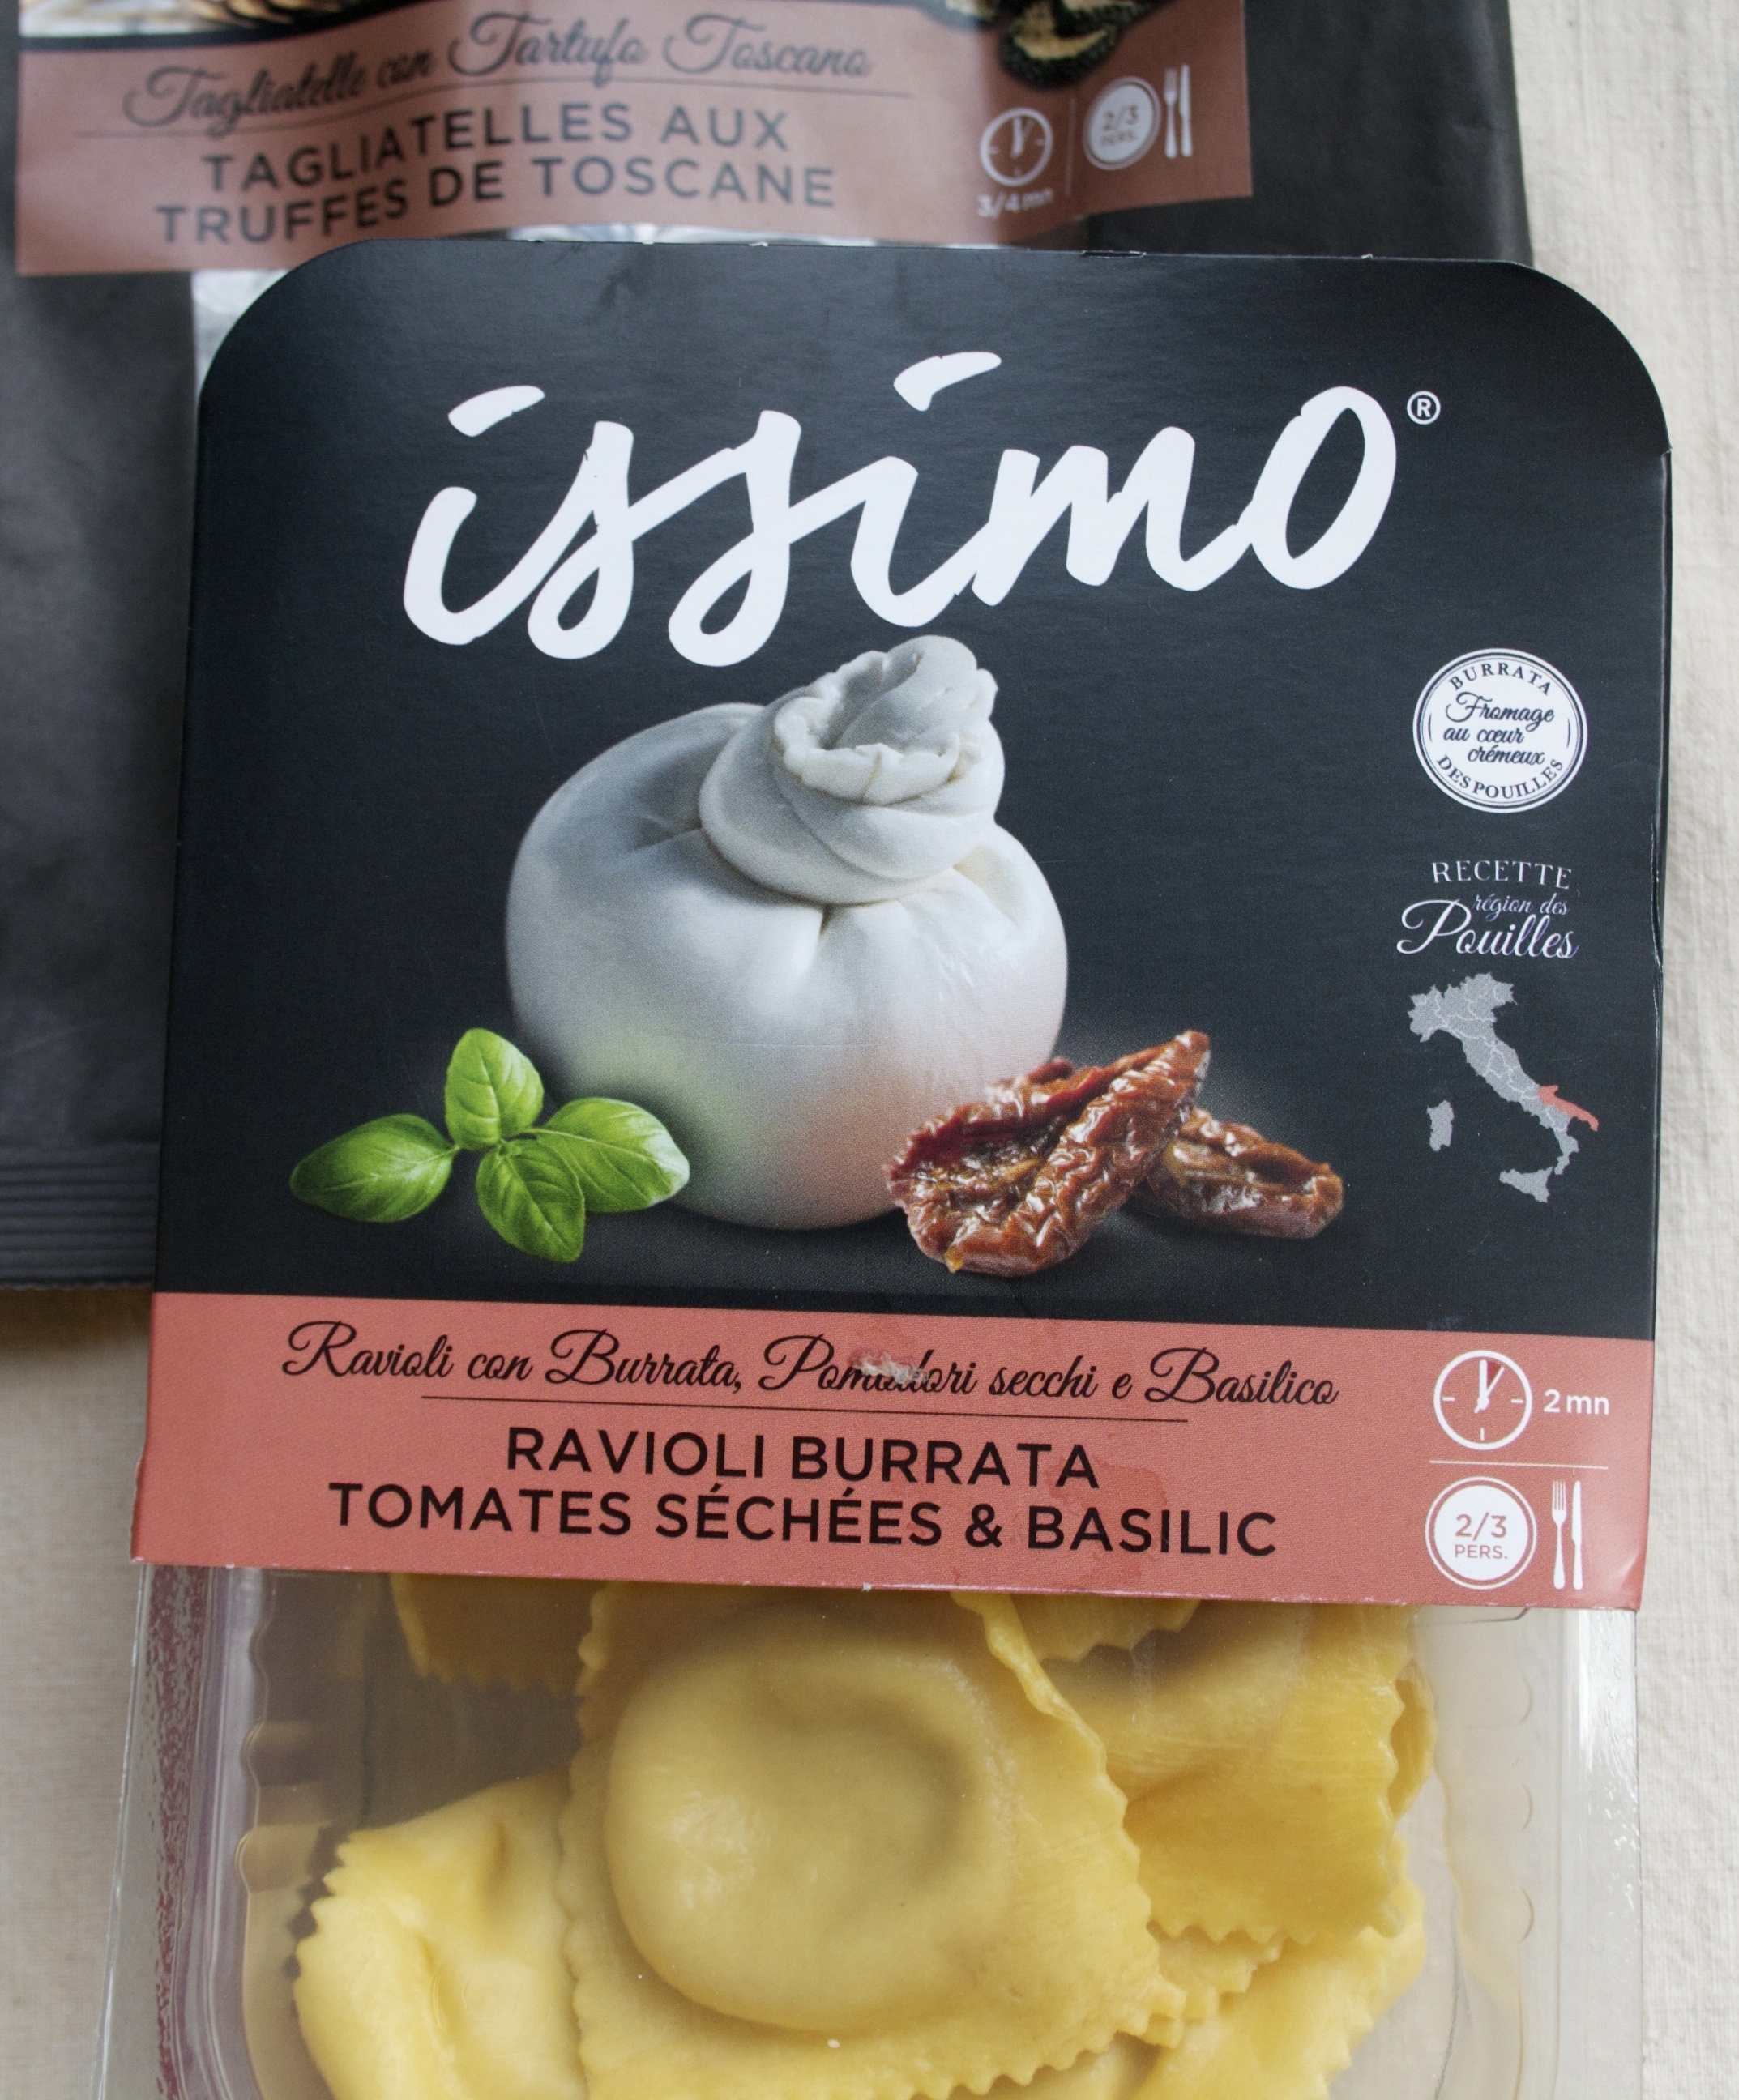 Tagliatelle con Tartufo Toscano
TAGLIATELLES AUX
TRUFFES DE TOSCANE
3/4 mn
2/3
PERS.
issimo®
BURRATA
Fromage
au cœur
crémeux
DES POUILLES
RECETTE
région des
Pouilles
Ravioli con Burrata, Pomodori secchi e Basilico
RAVIOLI BURRATA
TOMATES SÉCHÉES & BASILIC
2 mn
2/3
PERS.